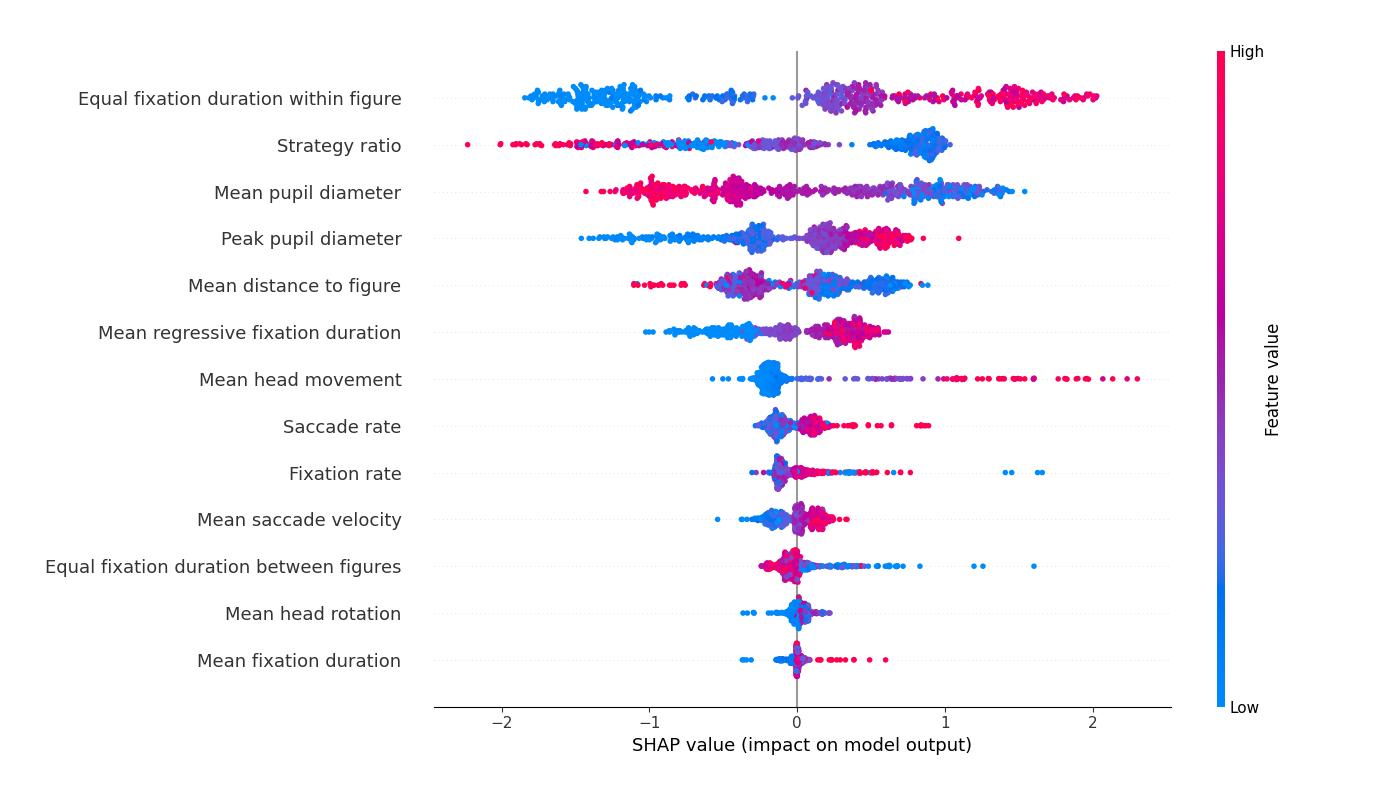 High
Equal fixation duration within figure
Strategy ratio
Mean pupil diameter
Peak pupil diameter
Mean distance to figure
Mean regressive fixation duration
Mean head movement
Saccade rate
Fixation rate
Mean saccade velocity
Equal fixation duration between figures
Mean head rotation
Mean fixation duration
Feature value
Low
−2 −1 0 1 2
SHAP value (impact on model output)